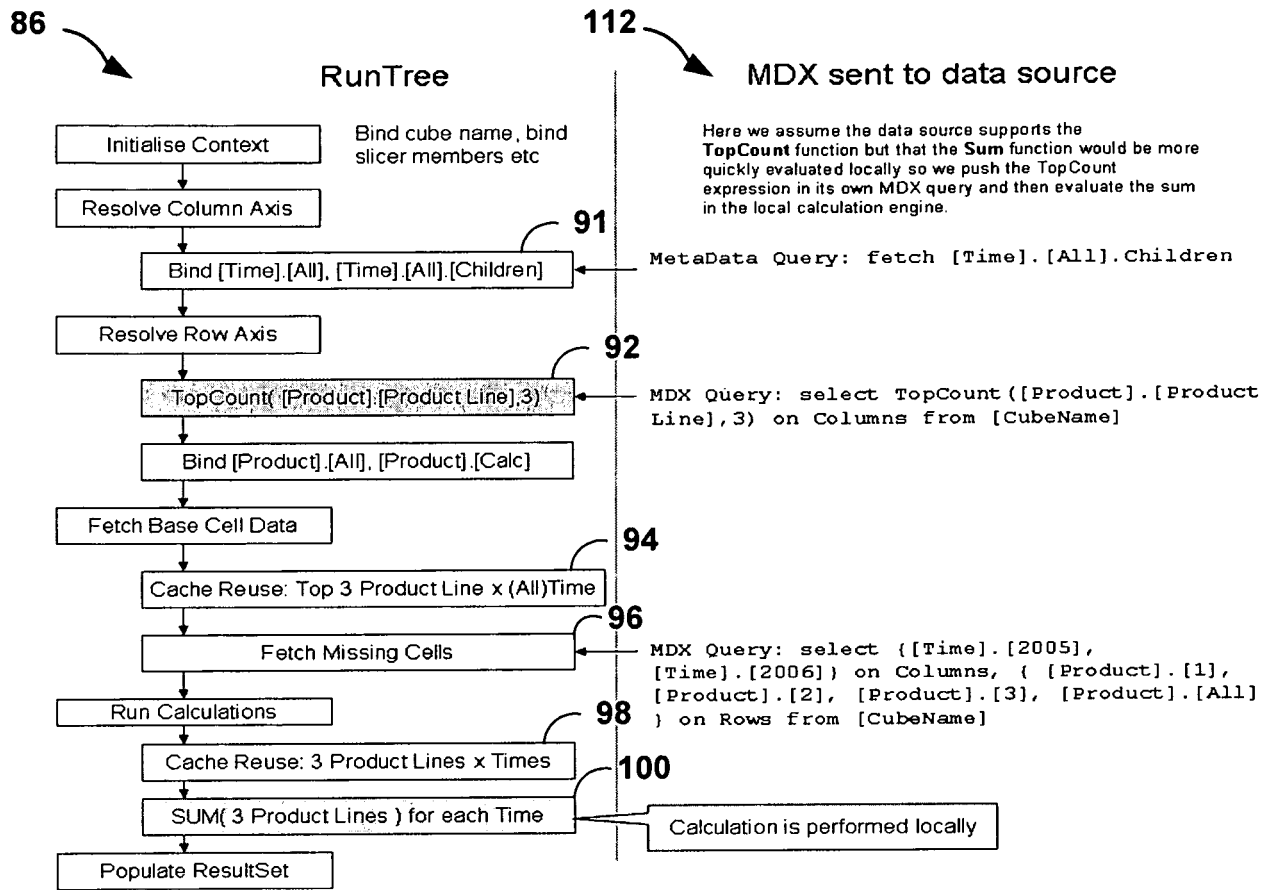 86
112
RunTree
MDX sent to data source
Initialise Context
Bind cube name, bind
slicer members etc
Here we assume the data source supports the
TopCount function but that the Sum function would be more
quickly evaluated locally so we push the TopCount
expression in its own MDX query and then evaluate the sum
in the local calculation engine.
Resolve Column Axis
91
Bind [Time].[All], [Time].[All].[Children]
MetaData Query: fetch [Time].[All].Children
Resolve Row Axis
92
TopCount( [Product].[Product Line],3)
MDX Query: select TopCount([Product].[Product
Line],3) on Columns from [CubeName]
Bind [Product].[All], [Product].[Calc]
Fetch Base Cell Data
94
Cache Reuse: Top 3 Product Line x (All)Time
96
Fetch Missing Cells
MDX Query: select {[Time].[2005],
[Time].[2006]} on Columns, { [Product].[1],
[Product].[2], [Product].[3], [Product].[All]
} on Rows from [CubeName]
Run Calculations
98
Cache Reuse: 3 Product Lines x Times
100
SUM( 3 Product Lines ) for each Time
Calculation is performed locally
Populate ResultSet